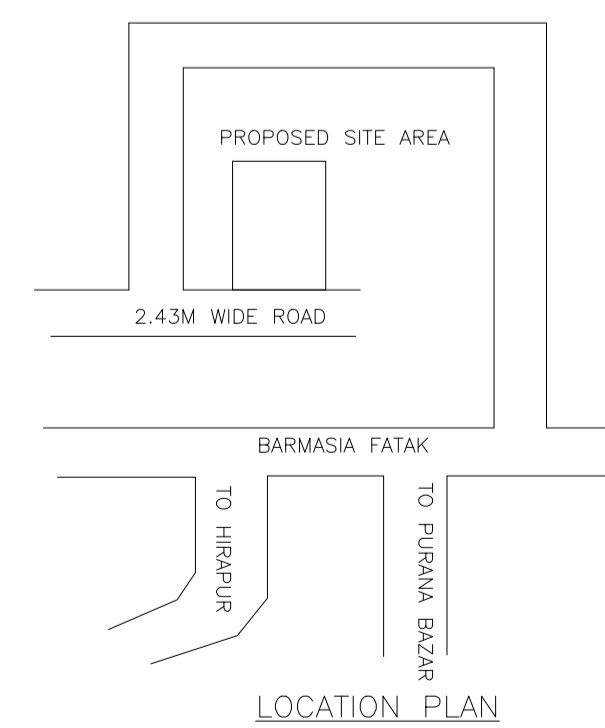 PROPOSED SITE AREA
2.43M WIDE ROAD
BARMASIA FATAK
TO HIRAPUR
TO PURANA BAZAR
LOCATION PLAN